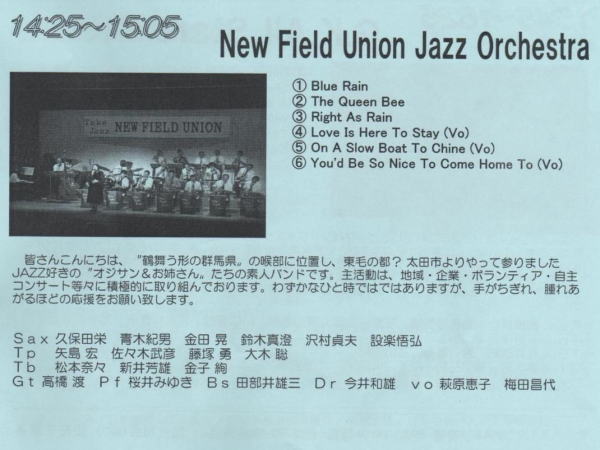 14:25～15:05
New Field Union Jazz Orchestra
Take Jazz NEW FIELD UNION
① Blue Rain
② The Queen Bee
③ Right As Rain
④ Love Is Here To Stay (Vo)
⑤ On A Slow Boat To Chine (Vo)
⑥ You'd Be So Nice To Come Home To (Vo)
皆さんこんにちは、〝鶴舞う形の群馬県〟の喉部に位置し、東毛の都？太田市よりやって参りました
JAZZ好きの〝オジサン＆お姉さん〟たちの素人バンドです。主活動は、地域・企業・ボランティア・自主
コンサート等々に積極的に取り組んでおります。わずかなひと時ではではありますが、手がちぎれ、腫れあ
がるほどの応援をお願い致します。
Ｓａｘ 久保田栄　青木紀男　金田 晃　鈴木真澄　沢村貞夫　設楽悟弘
Ｔｐ　矢島 宏　佐々木武彦　藤塚 勇　大木 聡
Ｔｂ　松本奈々　新井芳雄　金子 絢
Ｇｔ 高橋 渡　Ｐｆ 桜井みゆき　Ｂｓ 田部井雄三　Ｄｒ 今井和雄　ｖｏ 萩原恵子　梅田昌代